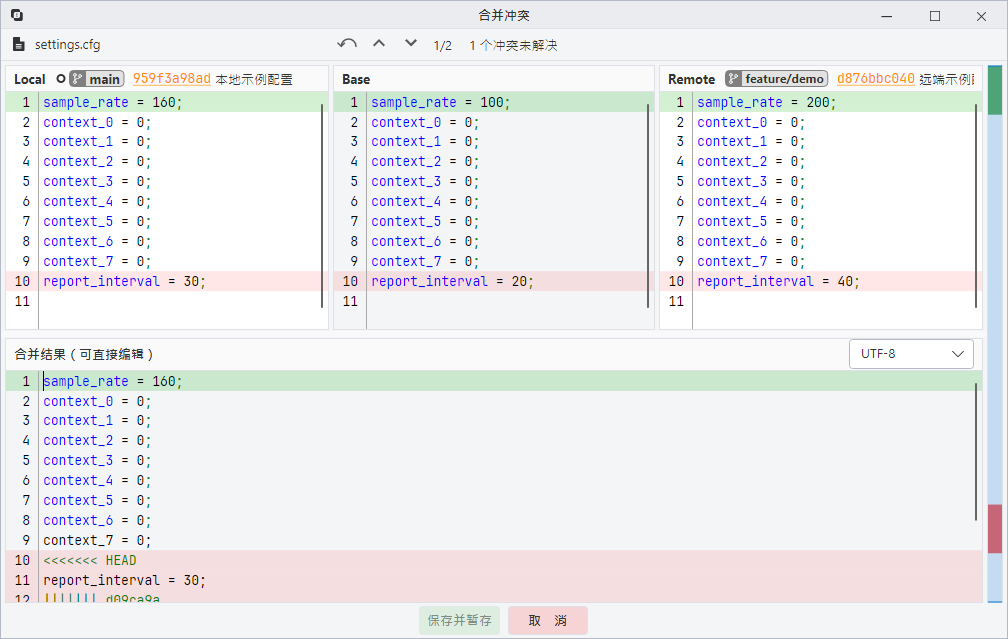 合并冲突
settings.cfg
1/2 1 个冲突未解决
Local main 959f3a98ad 本地示例配置
1 sample_rate = 160;
2 context_0 = 0;
3 context_1 = 0;
4 context_2 = 0;
5 context_3 = 0;
6 context_4 = 0;
7 context_5 = 0;
8 context_6 = 0;
9 context_7 = 0;
10 report_interval = 30;
11
Base
1 sample_rate = 100;
2 context_0 = 0;
3 context_1 = 0;
4 context_2 = 0;
5 context_3 = 0;
6 context_4 = 0;
7 context_5 = 0;
8 context_6 = 0;
9 context_7 = 0;
10 report_interval = 20;
11
Remote feature/demo d876bbc040 远端示例
1 sample_rate = 200;
2 context_0 = 0;
3 context_1 = 0;
4 context_2 = 0;
5 context_3 = 0;
6 context_4 = 0;
7 context_5 = 0;
8 context_6 = 0;
9 context_7 = 0;
10 report_interval = 40;
11
合并结果（可直接编辑）
UTF-8
1 sample_rate = 160;
2 context_0 = 0;
3 context_1 = 0;
4 context_2 = 0;
5 context_3 = 0;
6 context_4 = 0;
7 context_5 = 0;
8 context_6 = 0;
9 context_7 = 0;
10 <<<<<<< HEAD
11 report_interval = 30;
12 ||||||| d09ca9a
保存并暂存
取 消